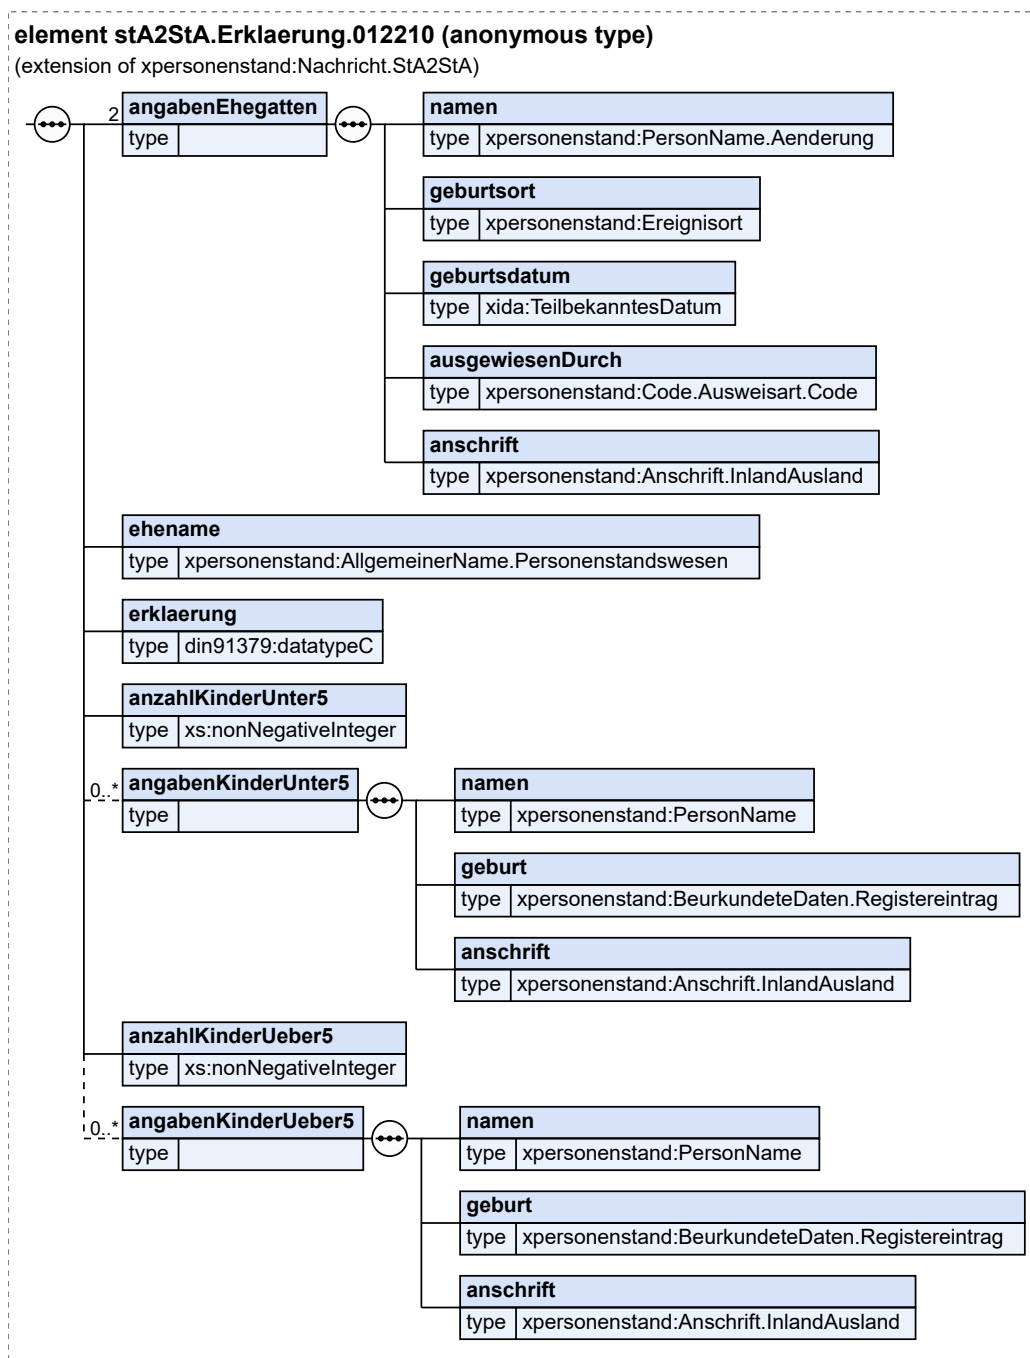 element stA2StA.Erklaerung.012210 (anonymous type)
(extension of xpersonenstand:Nachricht.StA2StA)
2 angabenEhegatten
type
namen
type xpersonenstand:PersonName.Aenderung
geburtsort
type xpersonenstand:Ereignisort
geburtsdatum
type xida:TeilbekanntesDatum
ausgewiesenDurch
type xpersonenstand:Code.Ausweisart.Code
anschrift
type xpersonenstand:Anschrift.InlandAusland
ehename
type xpersonenstand:AllgemeinerName.Personenstandswesen
erklaerung
type din91379:datatypeC
anzahlKinderUnter5
type xs:nonNegativeInteger
0..* angabenKinderUnter5
type
namen
type xpersonenstand:PersonName
geburt
type xpersonenstand:BeurkundeteDaten.Registereintrag
anschrift
type xpersonenstand:Anschrift.InlandAusland
anzahlKinderUeber5
type xs:nonNegativeInteger
0..* angabenKinderUeber5
type
namen
type xpersonenstand:PersonName
geburt
type xpersonenstand:BeurkundeteDaten.Registereintrag
anschrift
type xpersonenstand:Anschrift.InlandAusland